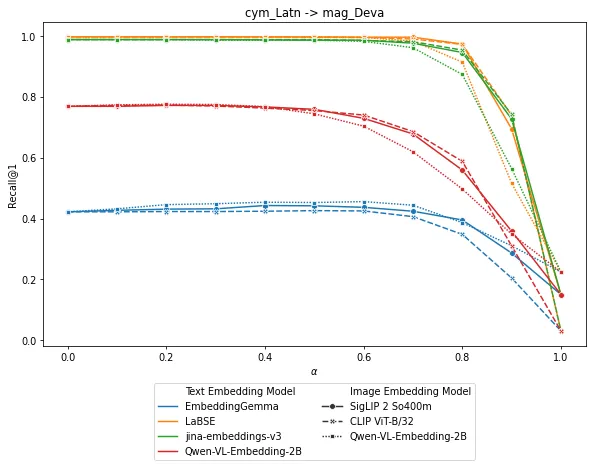 cym_Latn -> mag_Deva
Recall@1
1.0
0.8
0.6
0.4
0.2
0.0
0.0 0.2 0.4 0.6 0.8 1.0
α
Text Embedding Model
EmbeddingGemma
LaBSE
jina-embeddings-v3
Qwen-VL-Embedding-2B
Image Embedding Model
SigLIP 2 So400m
CLIP ViT-B/32
Qwen-VL-Embedding-2B